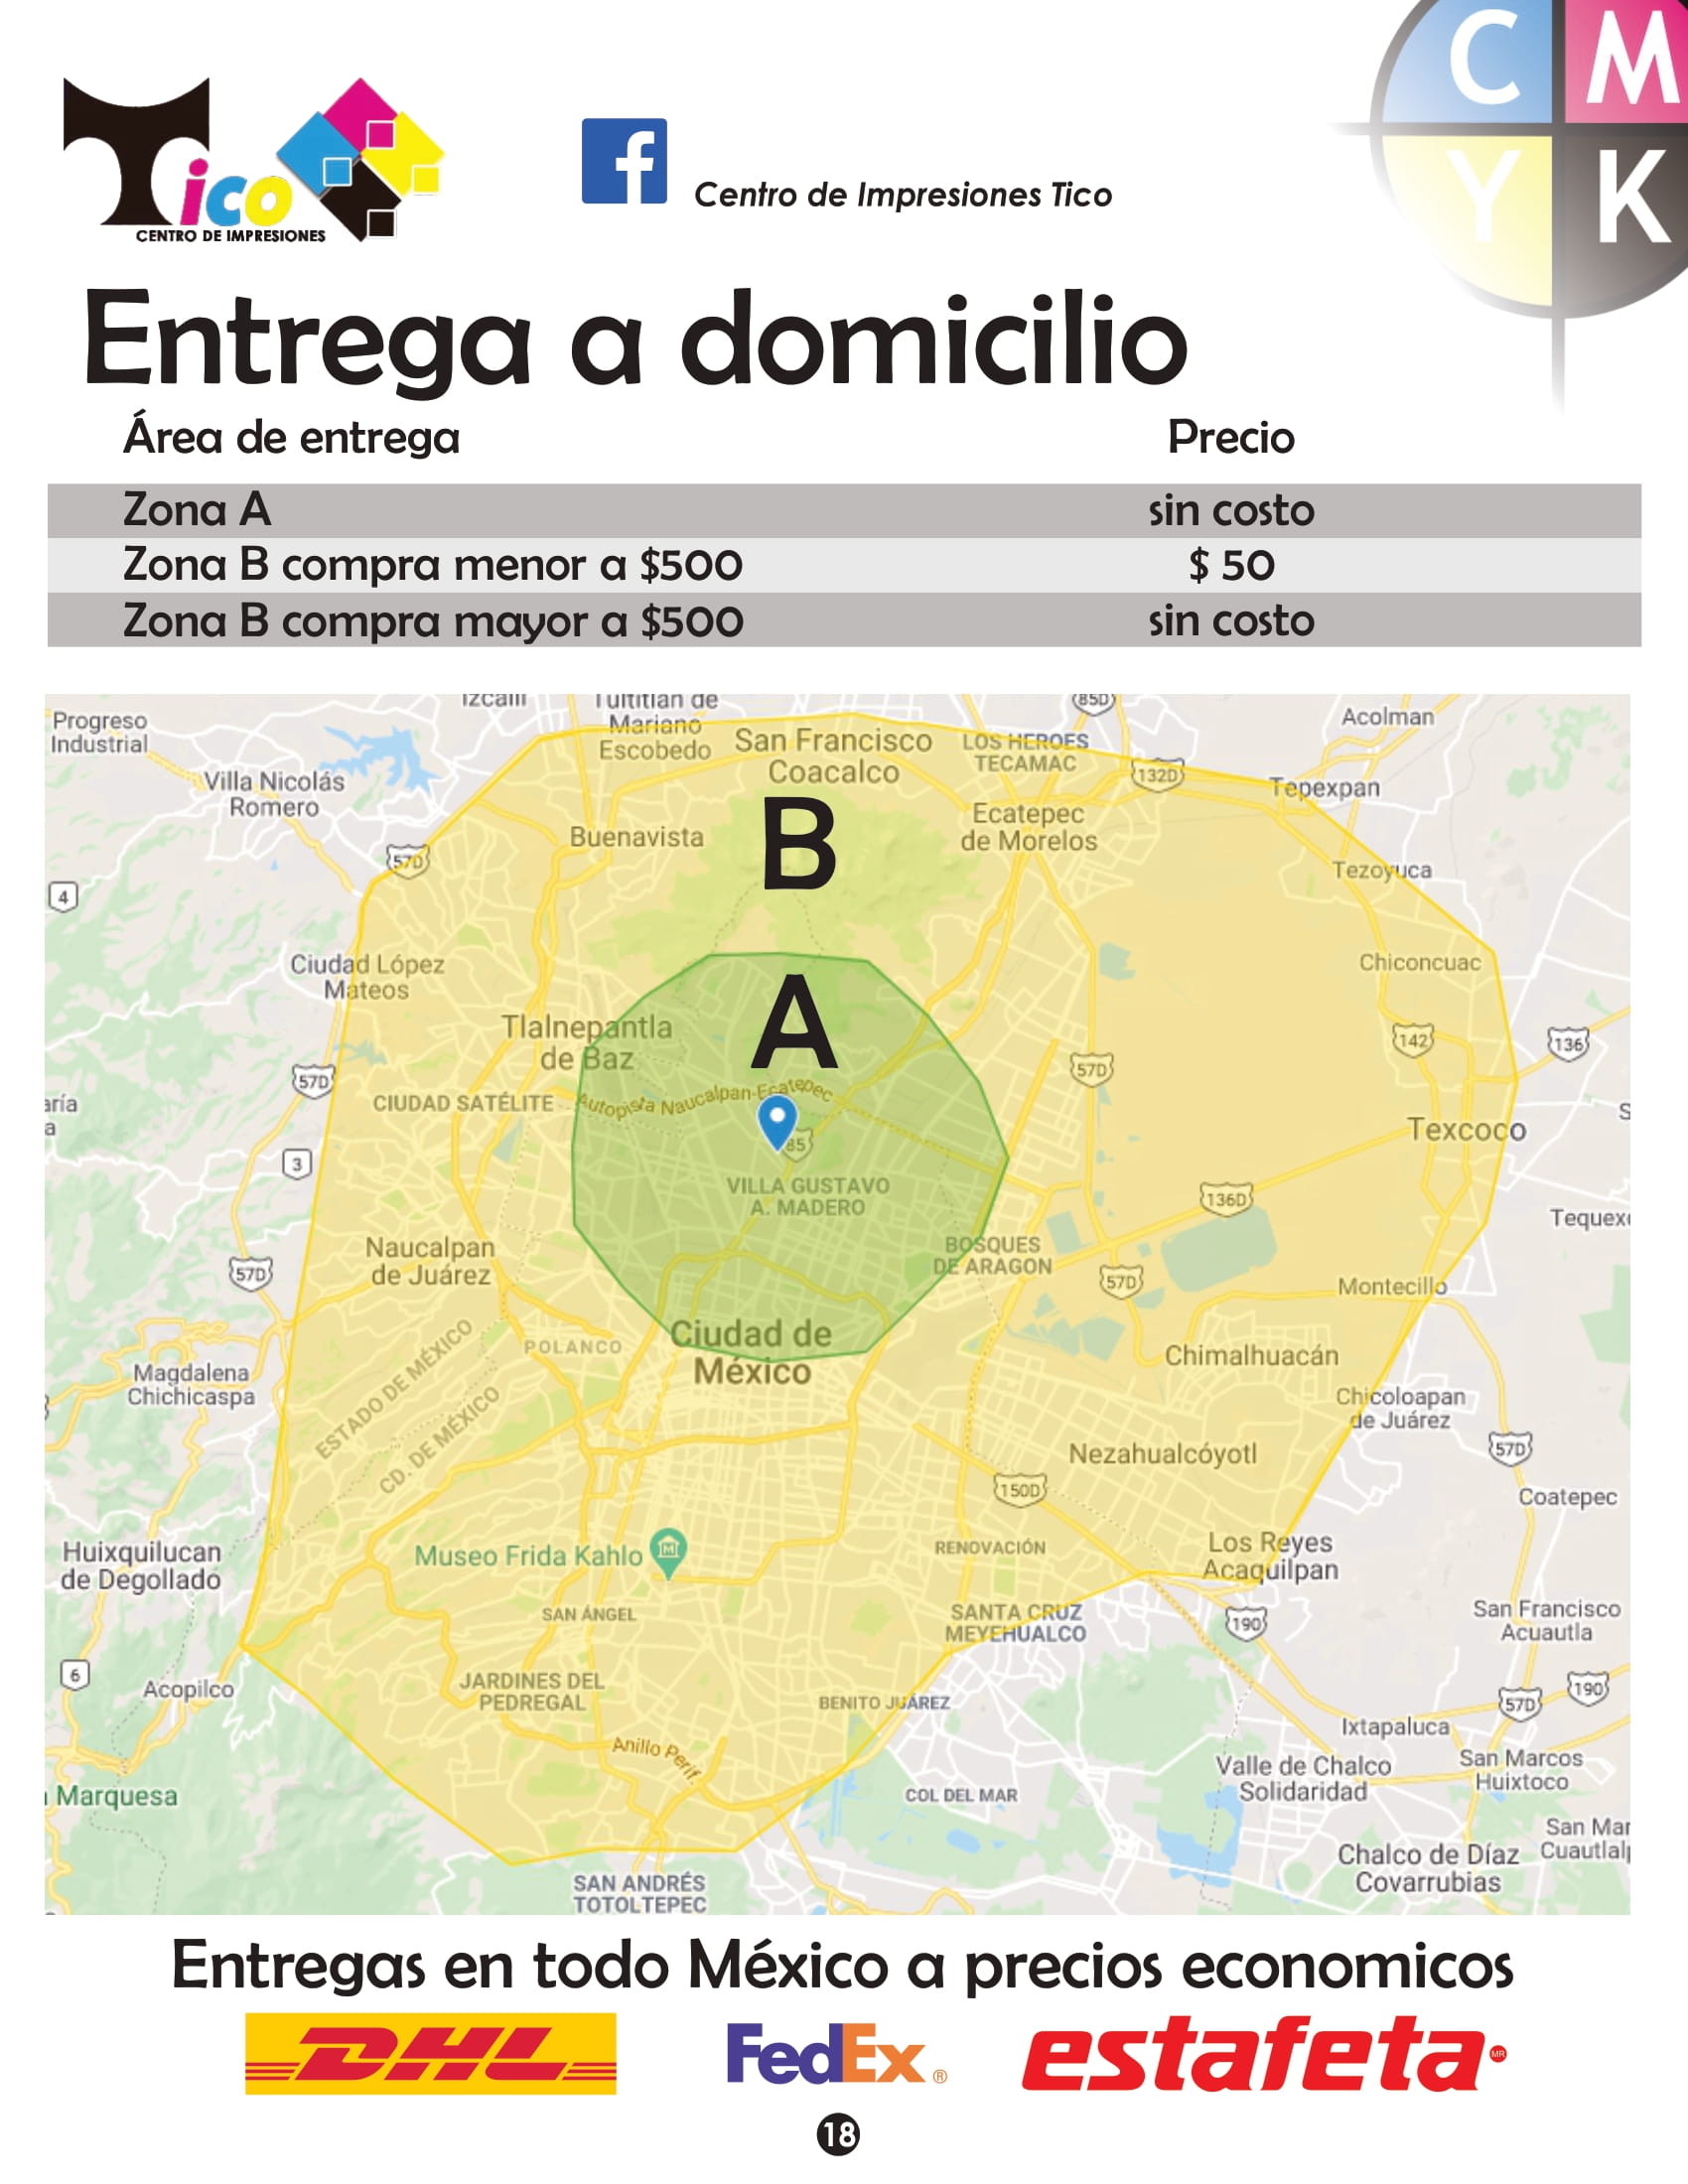 C M
Y K
Tico
CENTRO DE IMPRESIONES
f
Centro de Impresiones Tico
Entrega a domicilio
Área de entrega Precio
Zona A sin costo
Zona B compra menor a $500 $ 50
Zona B compra mayor a $500 sin costo
Progreso
Industrial
Izcalli
Tultitlán de
Mariano
Escobedo
San Francisco
Coacalco
LOS HEROES
TECAMAC
85D
Acolman
132D
Tepexpan
Villa Nicolás
Romero
Buenavista
B
Ecatepec
de Morelos
57D
Tezoyuca
4
Ciudad López
Mateos
Chiconcuac
A
Tlalnepantla
de Baz
142
136
57D
57D
CIUDAD SATÉLITE
Autopista Naucalpan-Ecatepec
85
Texcoco
3
VILLA GUSTAVO
A. MADERO
136D
Naucalpan
de Juárez
57D
BOSQUES
DE ARAGON
57D
Montecillo
Ciudad de
México
POLANCO
ESTADO DE MÉXICO
CD. DE MÉXICO
Chimalhuacán
Magdalena
Chichicaspa
Chicoloapan
de Juárez
57D
Nezahualcóyotl
150D
Coatepec
Huixquilucan
de Degollado
Museo Frida Kahlo
RENOVACIÓN
Los Reyes
Acaquilpan
SAN ÁNGEL
SANTA CRUZ
MEYEHUALCO
190
San Francisco
Acuautla
6
Acopilco
JARDINES DEL
PEDREGAL
BENITO JUÁREZ
57D
190
Anillo Perif.
Ixtapaluca
Valle de Chalco
Solidaridad
San Marcos
Huixtoco
Marquesa
COL DEL MAR
San Mar
Cuautlal
Chalco de Díaz
Covarrubias
SAN ANDRÉS
TOTOLTEPEC
Entregas en todo México a precios economicos
DHL FedEx® estafeta MR
18